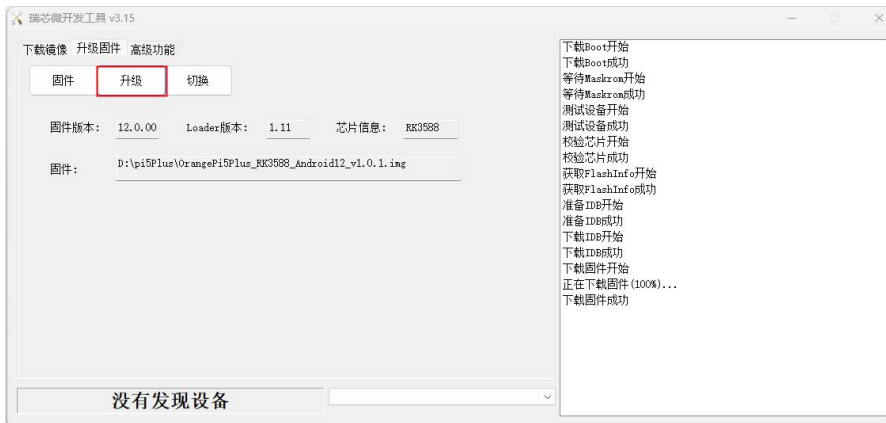 瑞芯微开发工具 v3.15
下载镜像 升级固件 高级功能
固件 升级 切换
固件版本: 12.0.00 Loader版本: 1.11 芯片信息: RK3588
固件: D:\pi5Plus\OrangePi5Plus_RK3588_Android12_v1.0.1.img
没有发现设备
下载Boot开始
下载Boot成功
等待Maskrom开始
等待Maskrom成功
测试设备开始
测试设备成功
校验芯片开始
校验芯片成功
获取FlashInfo开始
获取FlashInfo成功
准备IDB开始
准备IDB成功
下载IDB开始
下载IDB成功
下载固件开始
正在下载固件(100%)...
下载固件成功